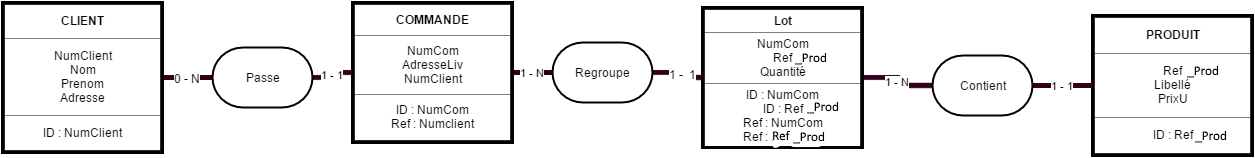 CLIENT
NumClient
Nom
Prenom
Adresse
ID : NumClient
0 - N
Passe
1 - 1
COMMANDE
NumCom
AdresseLiv
NumClient
ID : NumCom
Ref : Numclient
1 - N
Regroupe
1 - 1
Lot
NumCom
Ref _Prod
Quantité
ID : NumCom
ID : Ref _Prod
Ref : NumCom
Ref : Ref _Prod
1 - N
Contient
1 - 1
PRODUIT
Ref _Prod
Libellé
PrixU
ID : Ref _Prod